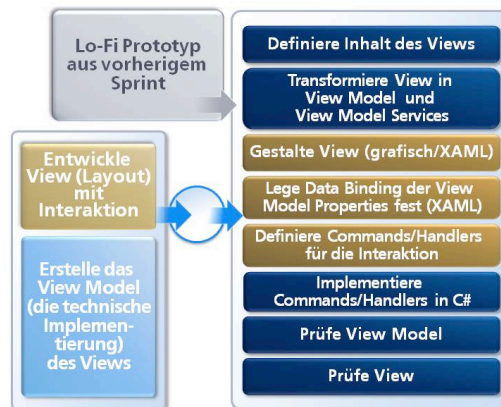 Lo-Fi Prototyp
aus vorherigem
Sprint
Entwickle
View (Layout)
mit
Interaktion
Erstelle das
View Model
(die technische
Implemen-
tierung)
des Views
Definiere Inhalt des Views
Transformiere View in
View Model und
View Model Services
Gestalte View (grafisch/XAML)
Lege Data Binding der View
Model Properties fest (XAML)
Definiere Commands/Handlers
für die Interaktion
Implementiere
Commands/Handlers in C#
Prüfe View Model
Prüfe View